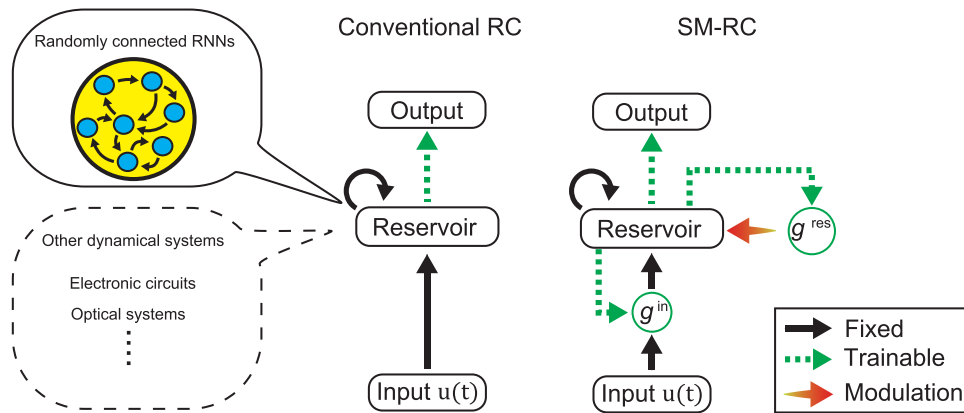 Conventional RC
SM-RC
Randomly connected RNNs
Output
Output
Reservoir
Reservoir
g res
Other dynamical systems
Electronic circuits
Optical systems
g in
Input u(t)
Input u(t)
Fixed
Trainable
Modulation